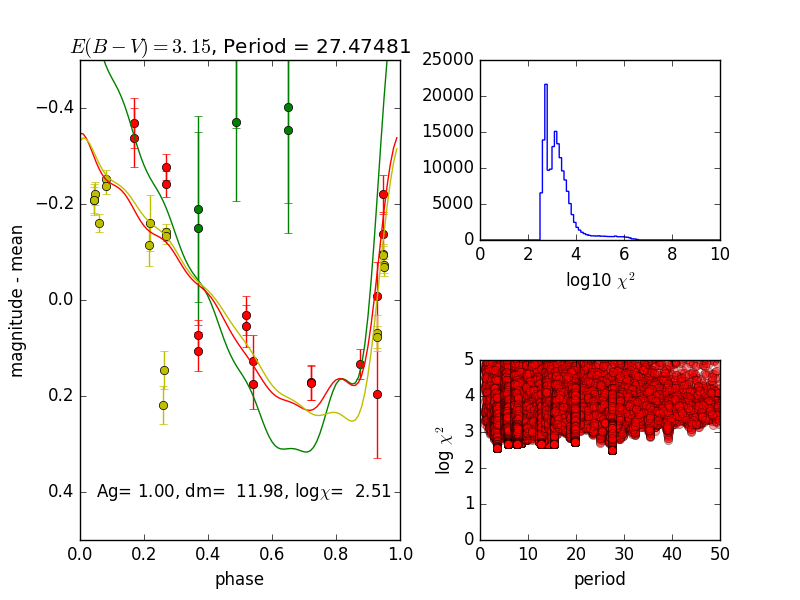 E(B − V) = 3.15, Period = 27.47481
−0.4
−0.2
0.0
0.2
0.4
0.0 0.2 0.4 0.6 0.8 1.0
phase
magnitude - mean
Ag= 1.00, dm= 11.98, logχ= 2.51
25000
20000
15000
10000
5000
0
0 2 4 6 8 10
log10 χ²
5
4
3
2
1
0
0 10 20 30 40 50
period
log χ²